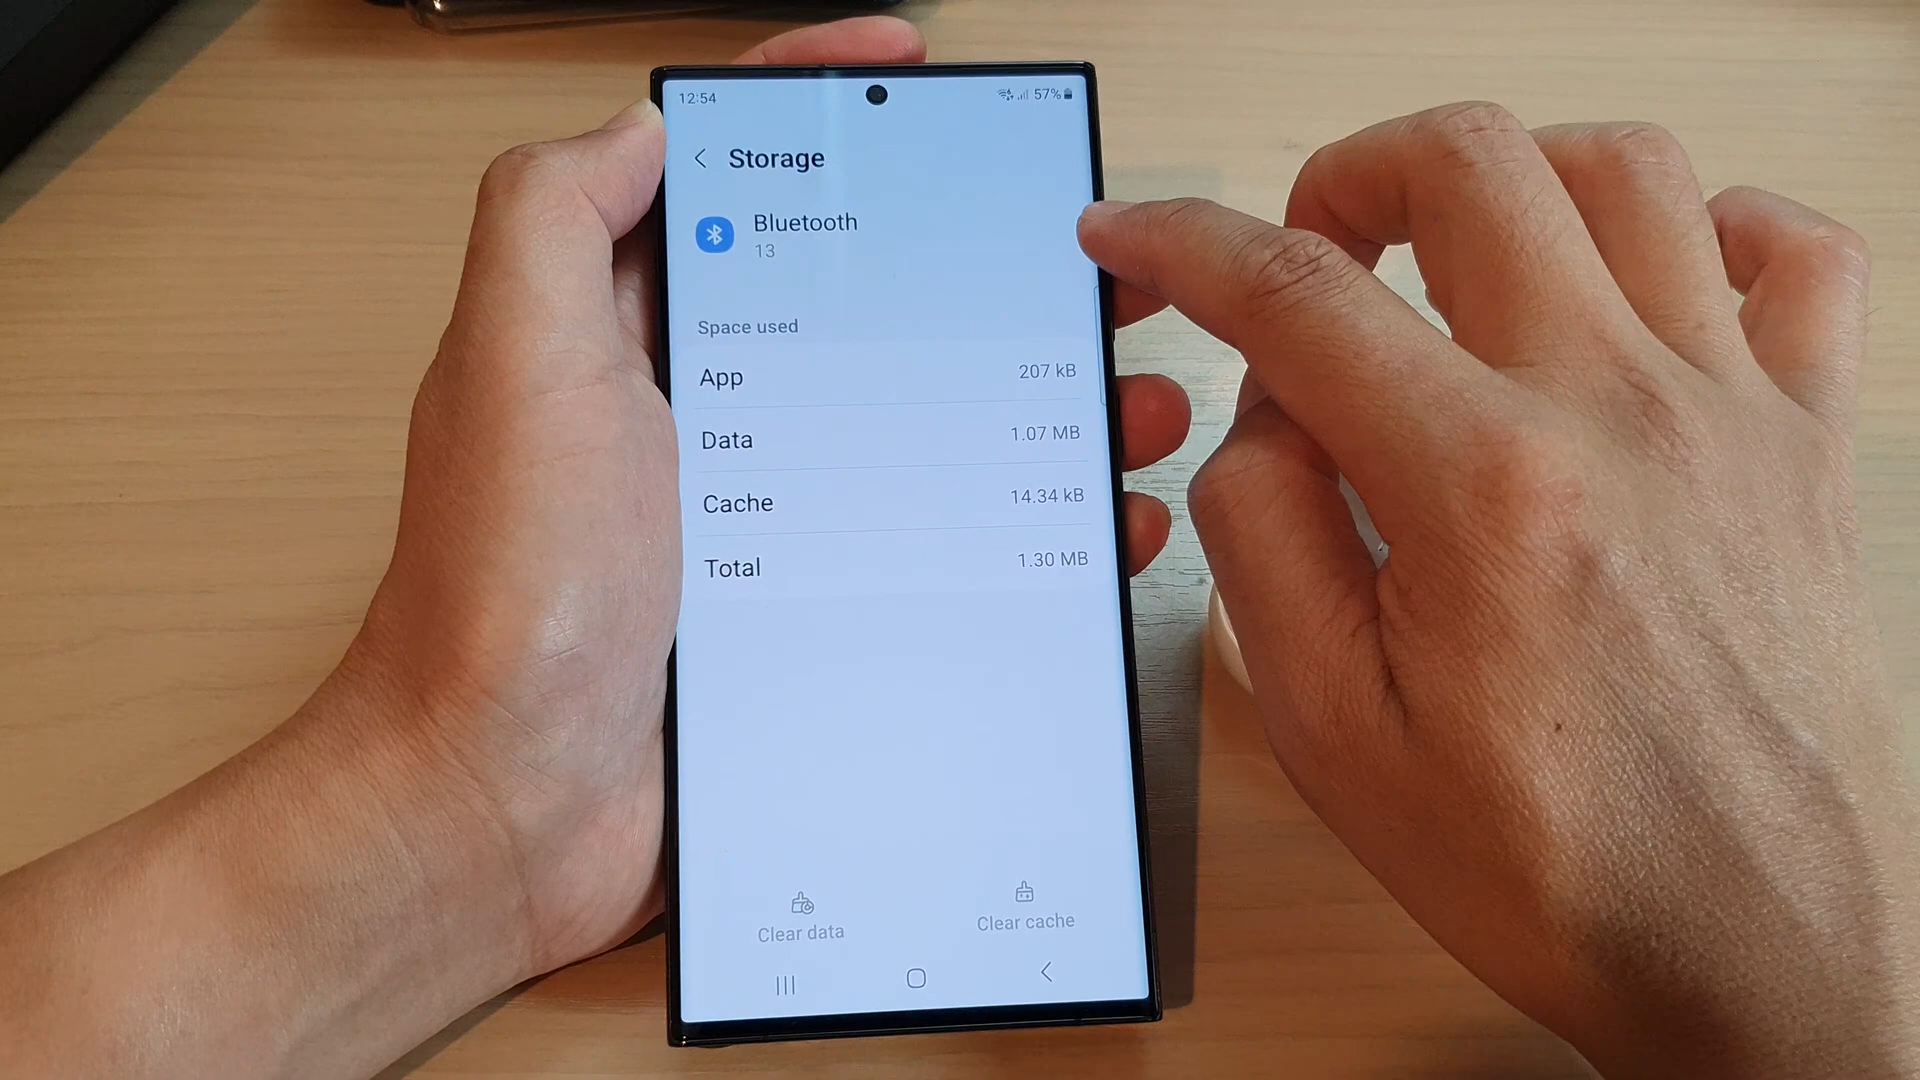 12:54 57%
Storage
Bluetooth
13
Space used
App 207 kB
Data 1.07 MB
Cache 14.34 kB
Total 1.30 MB
Clear data Clear cache